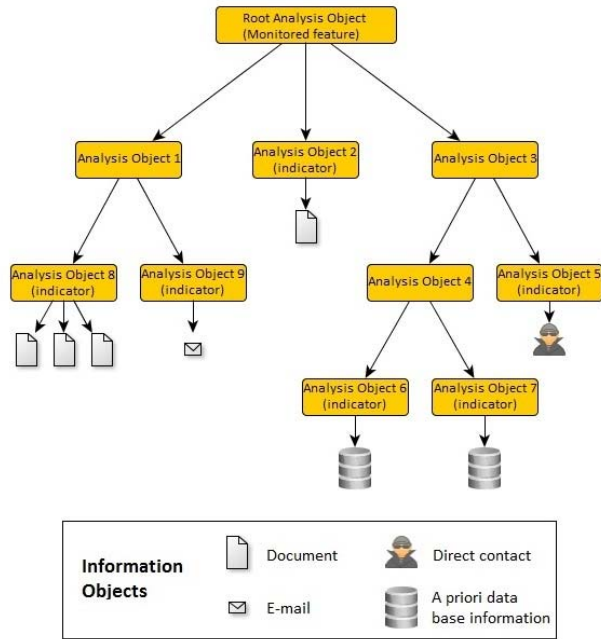 Root Analysis Object
(Monitored feature)
Analysis Object 1
Analysis Object 2
(indicator)
Analysis Object 3
Analysis Object 8
(indicator)
Analysis Object 9
(indicator)
Analysis Object 4
Analysis Object 5
(indicator)
Analysis Object 6
(indicator)
Analysis Object 7
(indicator)
Information
Objects
Document
Direct contact
E-mail
A priori data
base information